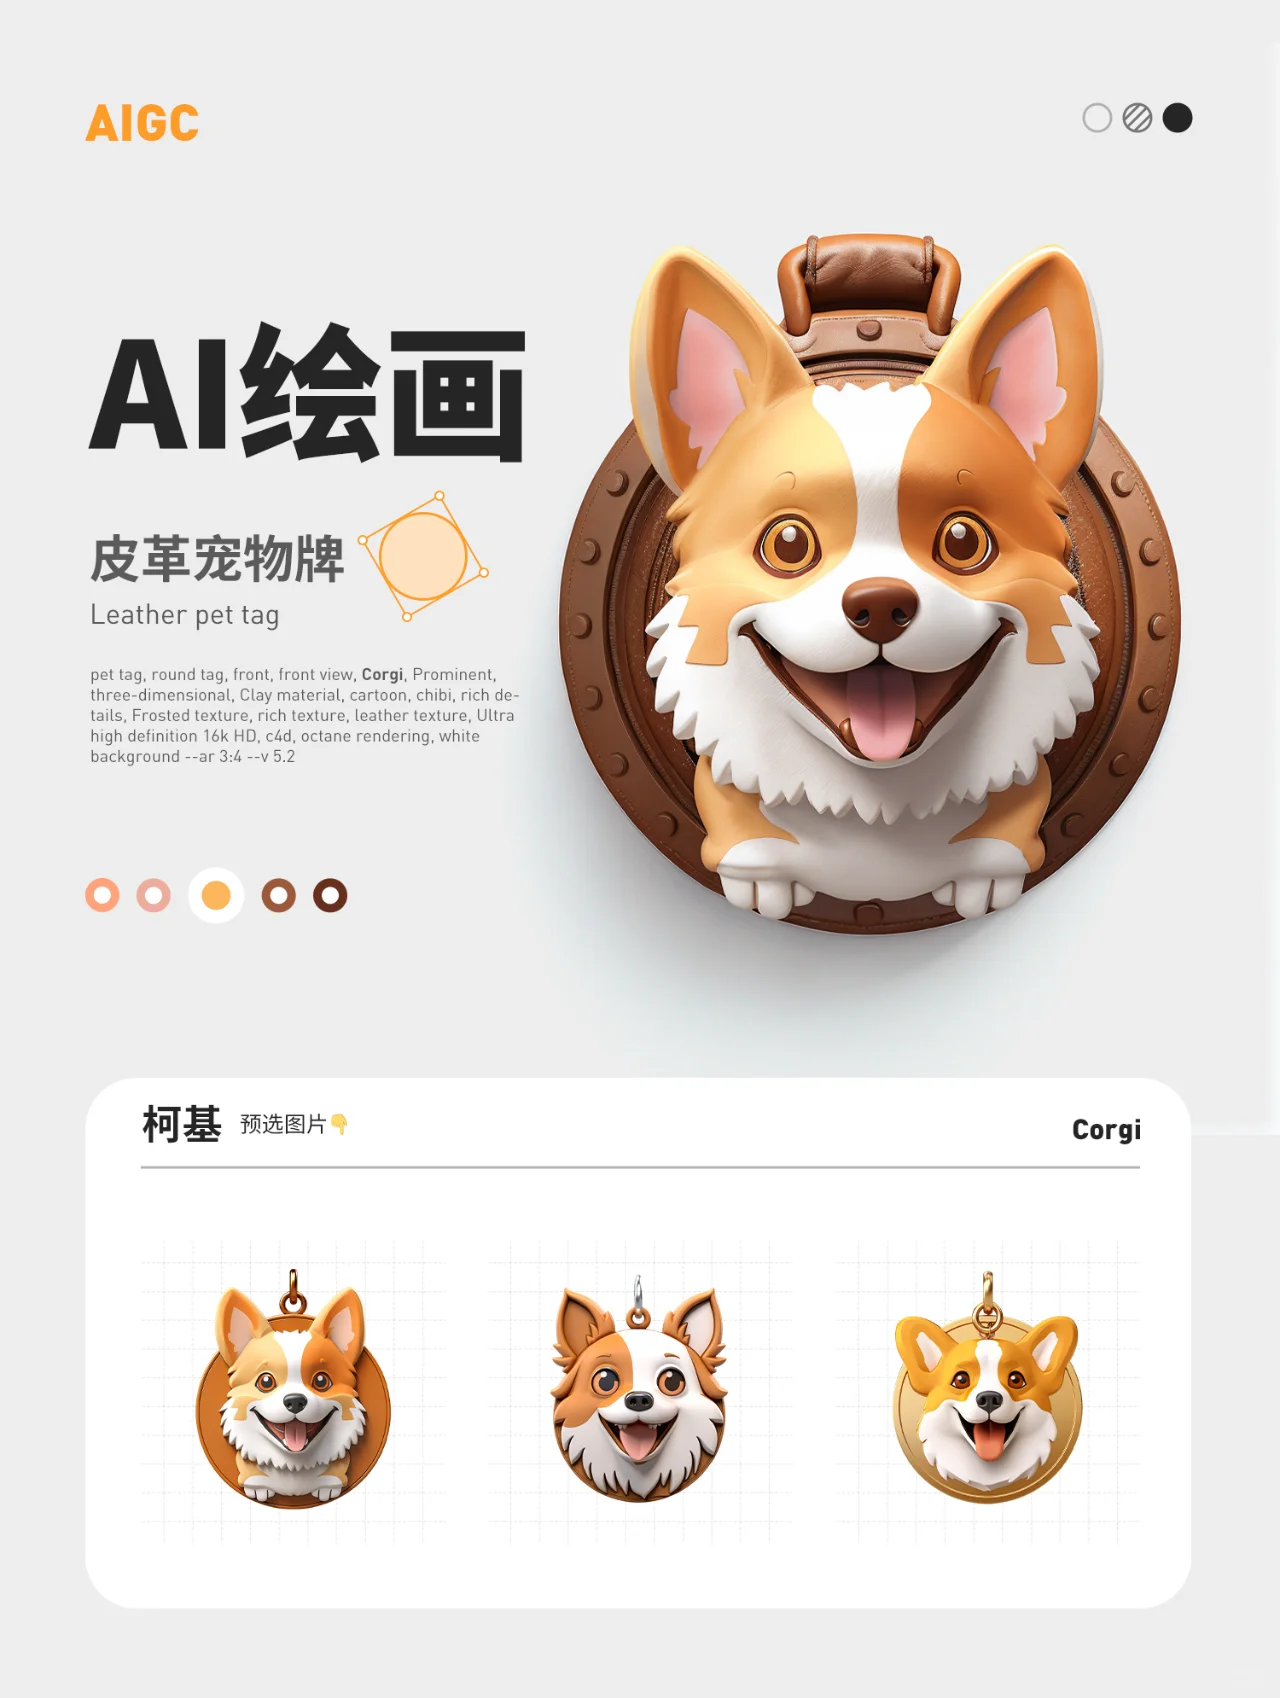 AIGC
AI绘画
皮革宠物牌
Leather pet tag
pet tag, round tag, front, front view, Corgi, Prominent,
three-dimensional, Clay material, cartoon, chibi, rich de-
tails, Frosted texture, rich texture, leather texture, Ultra
high definition 16k HD, c4d, octane rendering, white
background --ar 3:4 --v 5.2
柯基 预选图片👇
Corgi